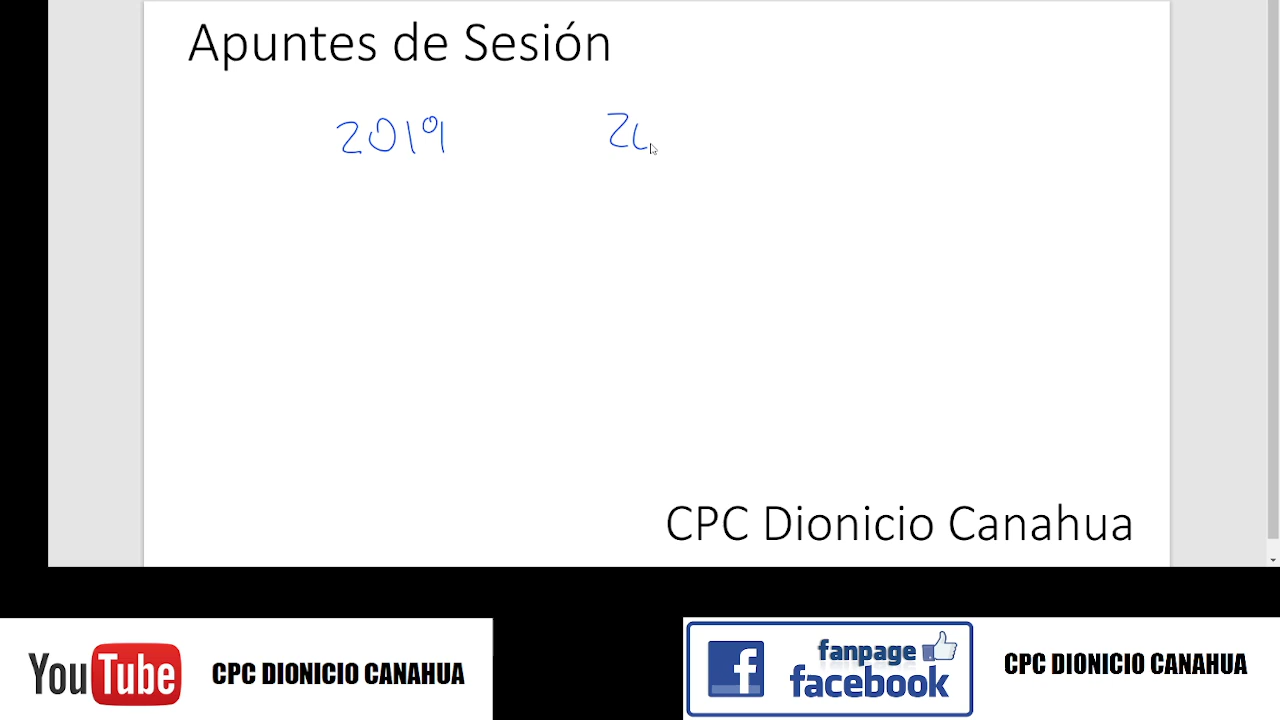 Apuntes de Sesión
2019
CPC Dionicio Canahua
YouTube CPC DIONICIO CANAHUA
fanpage
facebook
CPC DIONICIO CANAHUA